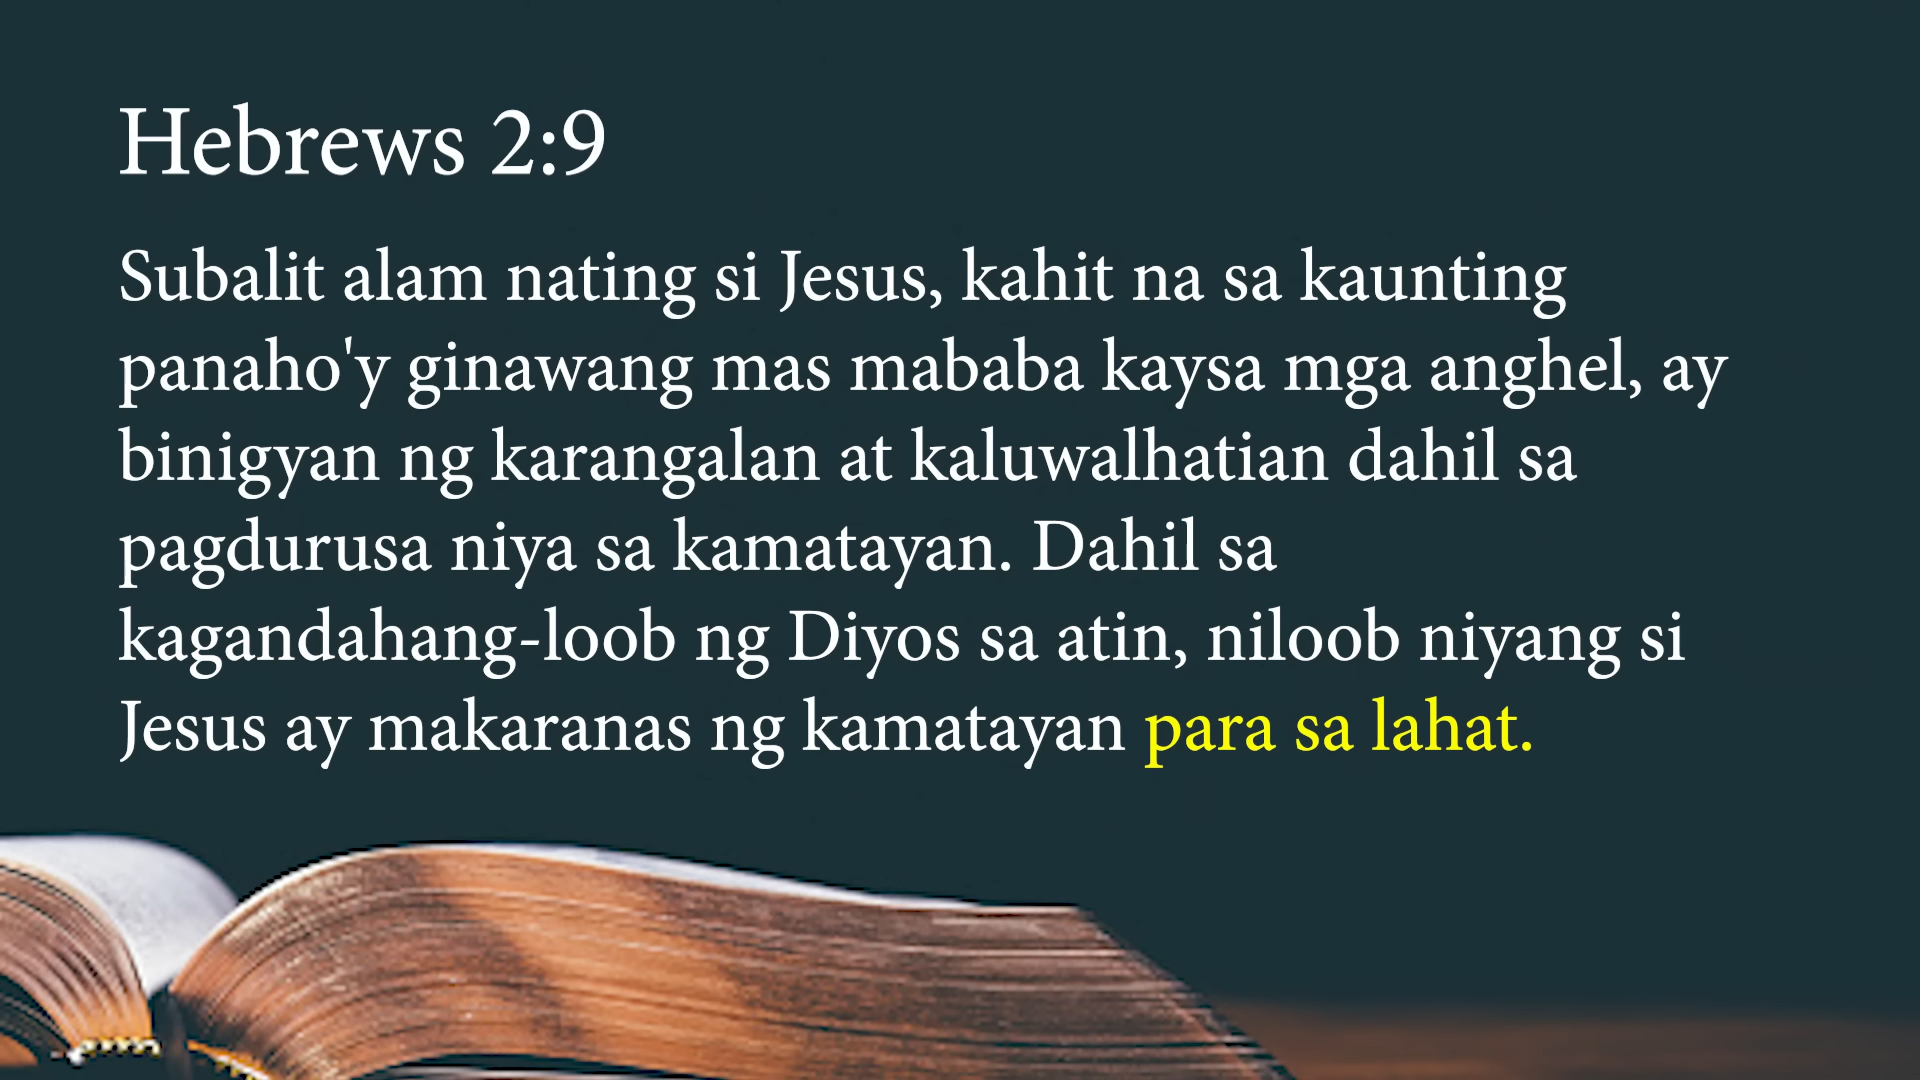 Hebrews 2:9
Subalit alam nating si Jesus, kahit na sa kaunting
panaho'y ginawang mas mababa kaysa mga anghel, ay
binigyan ng karangalan at kaluwalhatian dahil sa
pagdurusa niya sa kamatayan. Dahil sa
kagandahang-loob ng Diyos sa atin, niloob niyang si
Jesus ay makaranas ng kamatayan para sa lahat.